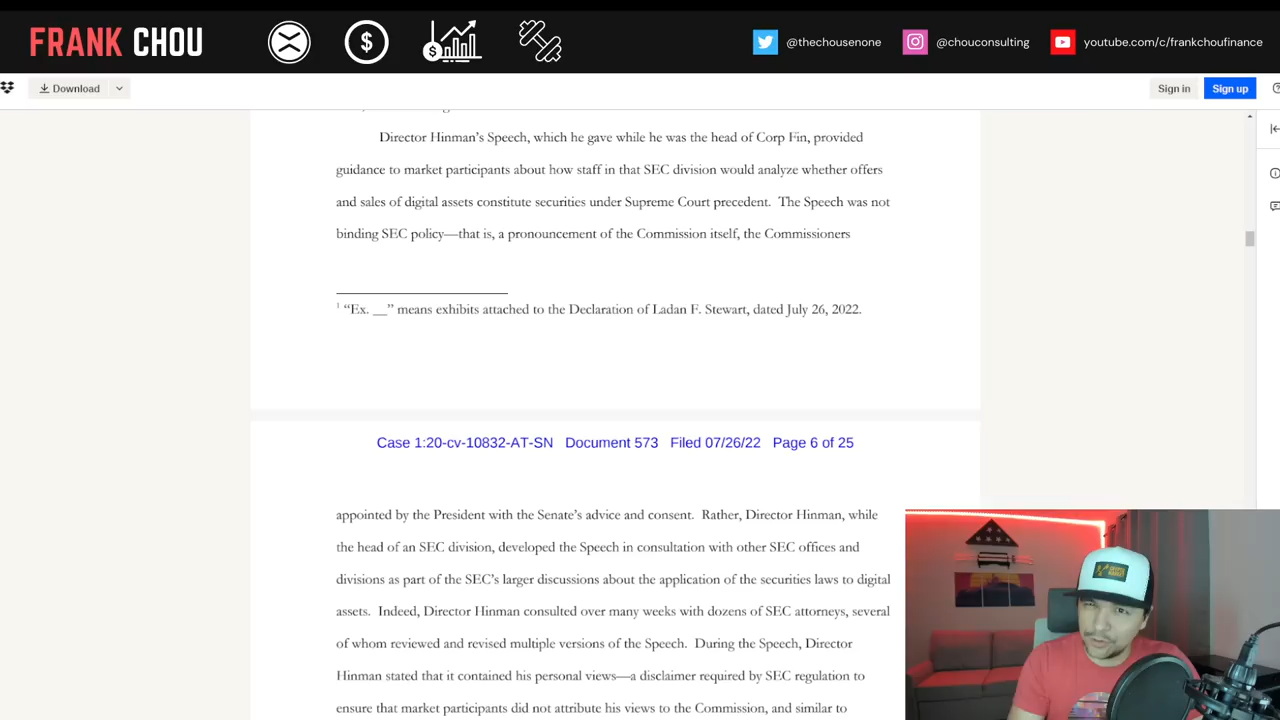 FRANK CHOU
@thechousenone
@chouconsulting
youtube.com/c/frankchoufinance
Download
Sign in
Sign up
Director Hinman's Speech, which he gave while he was the head of Corp Fin, provided
guidance to market participants about how staff in that SEC division would analyze whether offers
and sales of digital assets constitute securities under Supreme Court precedent. The Speech was not
binding SEC policy—that is, a pronouncement of the Commission itself, the Commissioners
1 “Ex. __” means exhibits attached to the Declaration of Ladan F. Stewart, dated July 26, 2022.
Case 1:20-cv-10832-AT-SN Document 573 Filed 07/26/22 Page 6 of 25
appointed by the President with the Senate's advice and consent. Rather, Director Hinman, while
the head of an SEC division, developed the Speech in consultation with other SEC offices and
divisions as part of the SEC's larger discussions about the application of the securities laws to digital
assets. Indeed, Director Hinman consulted over many weeks with dozens of SEC attorneys, several
of whom reviewed and revised multiple versions of the Speech. During the Speech, Director
Hinman stated that it contained his personal views—a disclaimer required by SEC regulation to
ensure that market participants did not attribute his views to the Commission, and similar to